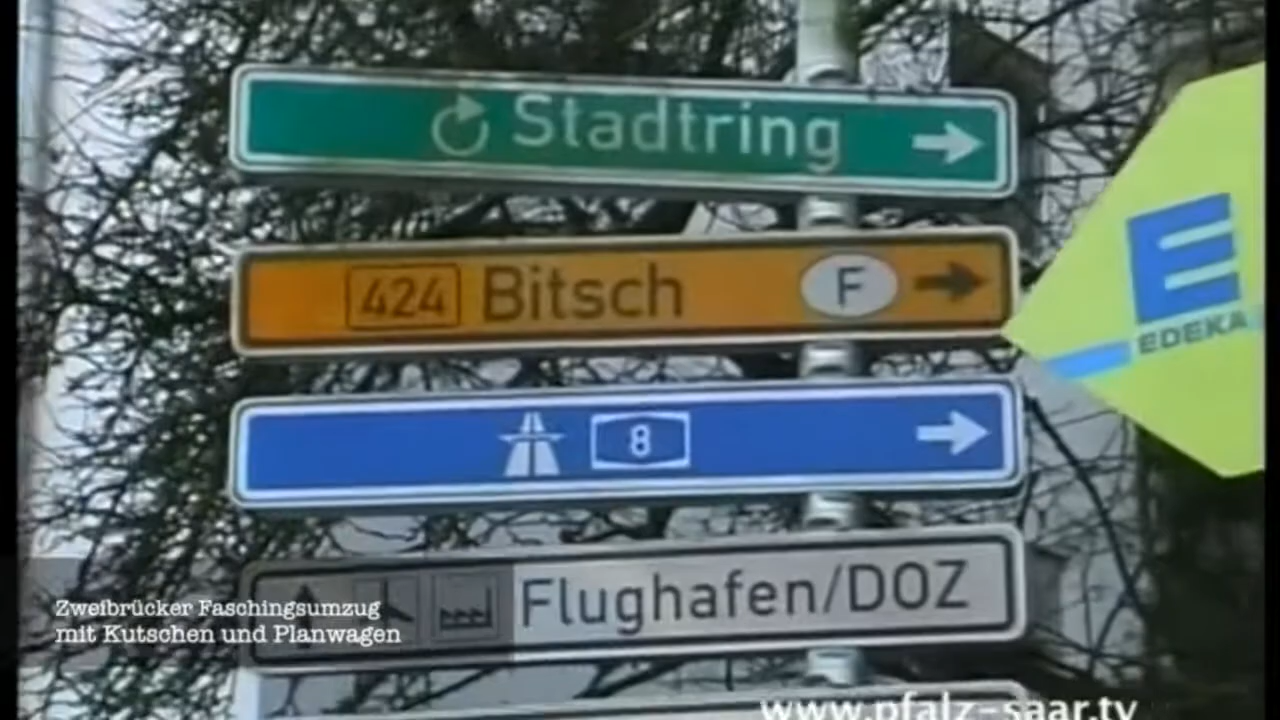 Stadtring
424 Bitsch F
E
EDEKA
8
Flughafen/DOZ
Zweibrücker Faschingsumzug
mit Kutschen und Planwagen
www.pfalz-saar.tv